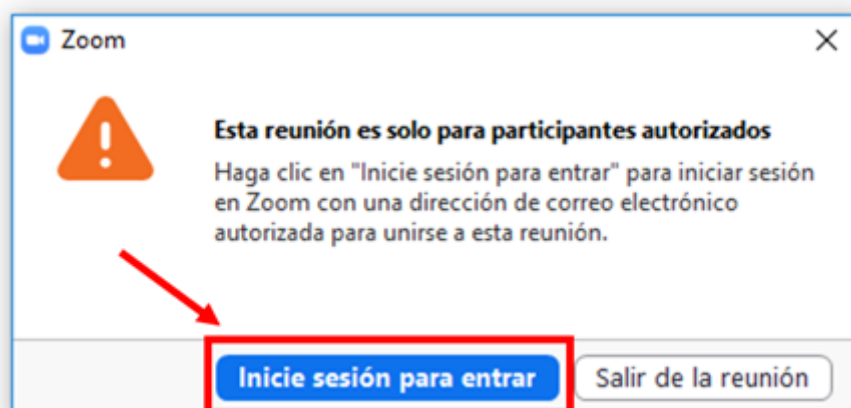 Zoom
Esta reunión es solo para participantes autorizados
Haga clic en "Inicie sesión para entrar" para iniciar sesión
en Zoom con una dirección de correo electrónico
autorizada para unirse a esta reunión.
Inicie sesión para entrar
Salir de la reunión